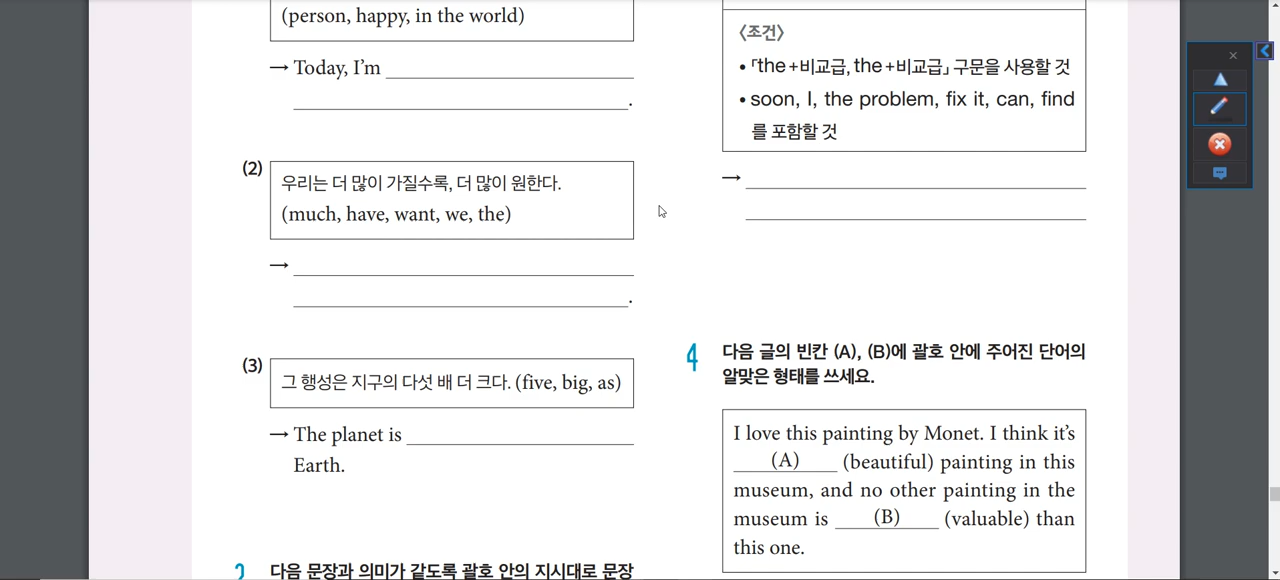 (person, happy, in the world)
→ Today, I'm
.
(2)
우리는 더 많이 가질수록, 더 많이 원한다.
(much, have, want, we, the)
→
.
(3)
그 행성은 지구의 다섯 배 더 크다. (five, big, as)
→ The planet is
Earth.
다음 문장과 의미가 같도록 괄호 안의 지시대로 문장
〈조건〉
• 「the+비교급, the+비교급」 구문을 사용할 것
• soon, I, the problem, fix it, can, find
를 포함할 것
→
4
다음 글의 빈칸 (A), (B)에 괄호 안에 주어진 단어의
알맞은 형태를 쓰세요.
I love this painting by Monet. I think it's
(A) (beautiful) painting in this
museum, and no other painting in the
museum is (B) (valuable) than
this one.